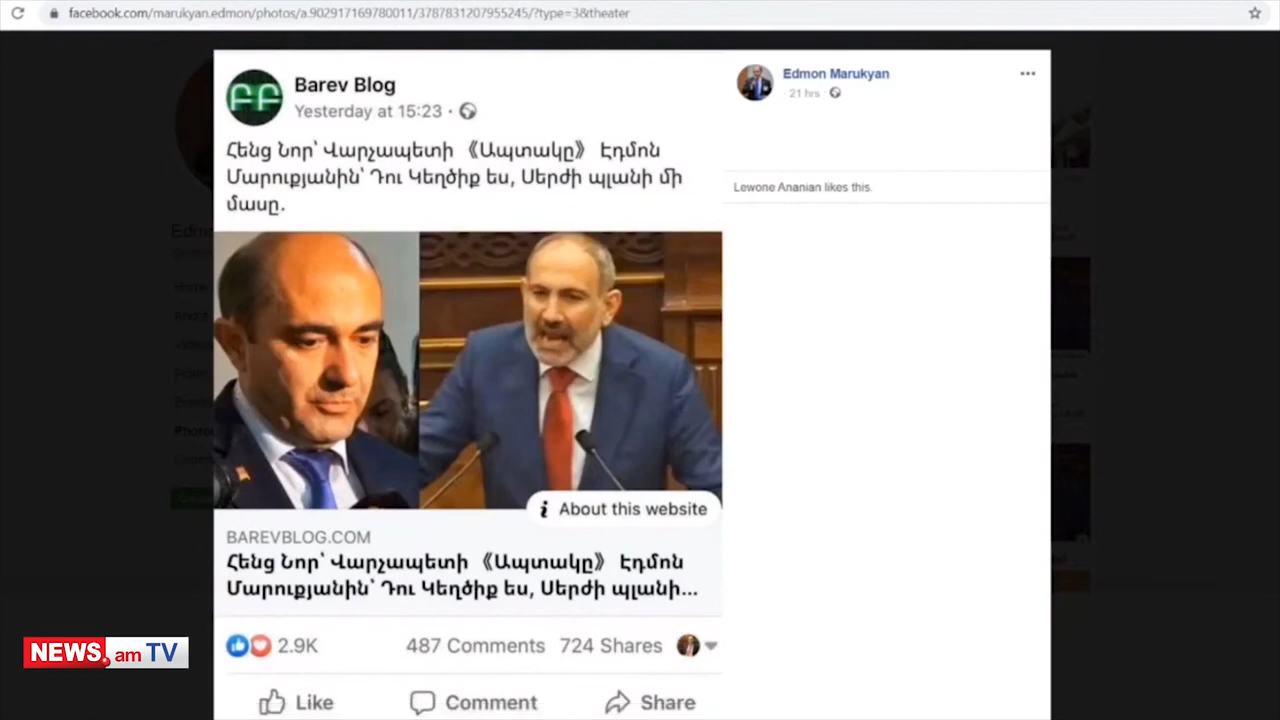 facebook.com/marukyan.edmon/photos/a.902917169780011/3787831207955245/?type=3&theater
Barev Blog
Yesterday at 15:23 ·
Հենց Նոր՝ Վարչապետի 《Ապտակը》 Էդմոն
Մարուքյանին՝ Դու Կեղծիք ես, Սերժի պլանի մի
մասը.
About this website
BAREVBLOG.COM
Հենց Նոր՝ Վարչապետի 《Ապտակը》 Էդմոն
Մարուքյանին՝ Դու Կեղծիք ես, Սերժի պլանի...
2.9K 487 Comments 724 Shares
Like Comment Share
Edmon Marukyan
21 hrs ·
Lewone Ananian likes this.
NEWS.am TV